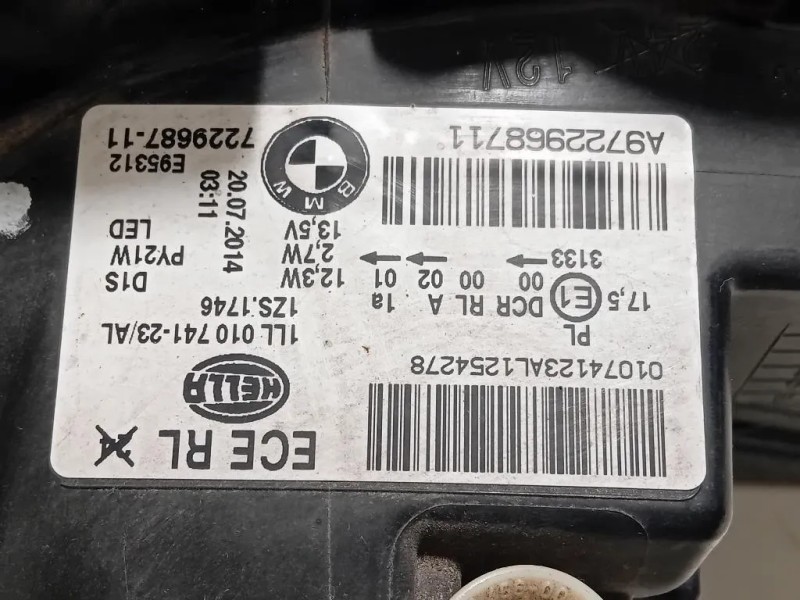 ECE RL
01074123AL1254278
HELLA
PL
1LL 010 741-23/AL
1ZS.1746
17,5 E1 DCR RL A 1a
00 00 02 01
3133
12,3W D1S
2,7W PY21W
13,5V LED
20.07.2014
03:11
BMW
E95312
A9722968711
7229687-11
12V